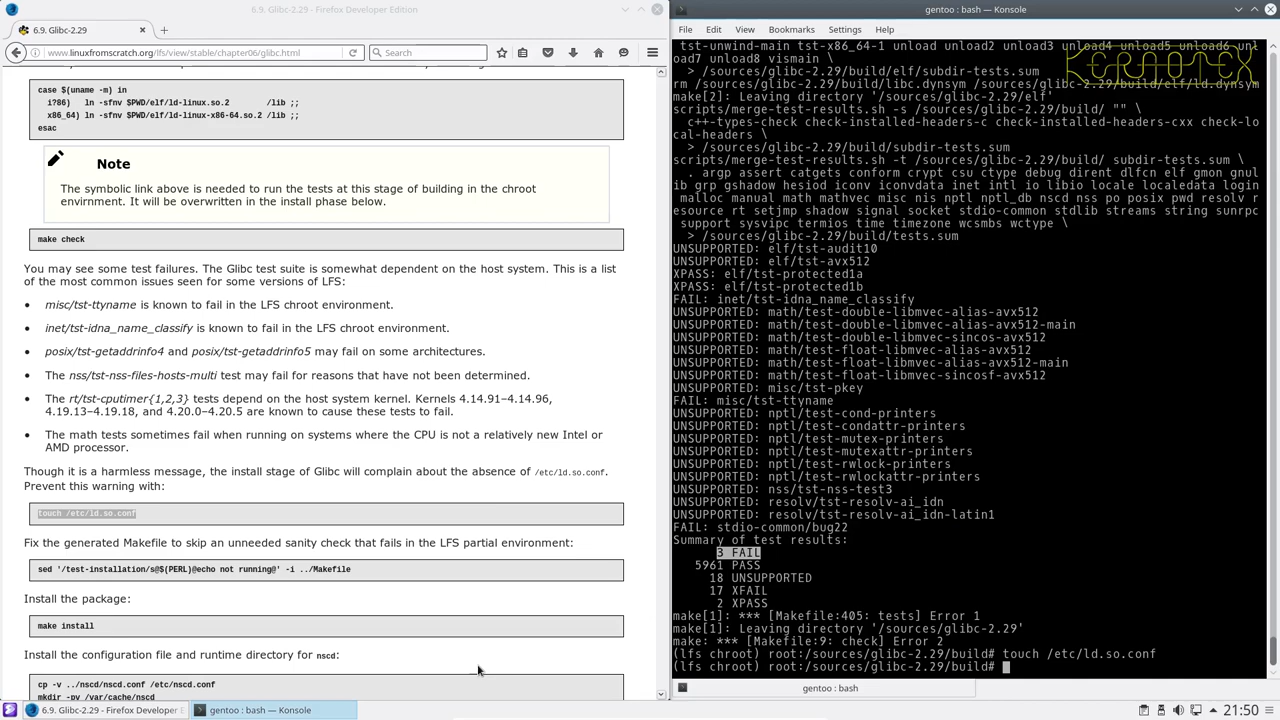 6.9. Glibc-2.29 - Firefox Developer Edition
6.9. Glibc-2.29
www.linuxfromscratch.org/lfs/view/stable/chapter06/glibc.html
Search
case $(uname -m) in
i?86) ln -sfnv $PWD/elf/ld-linux.so.2 /lib ;;
x86_64) ln -sfnv $PWD/elf/ld-linux-x86-64.so.2 /lib ;;
esac
Note
The symbolic link above is needed to run the tests at this stage of building in the chroot
envirnment. It will be overwritten in the install phase below.
make check
You may see some test failures. The Glibc test suite is somewhat dependent on the host system. This is a list
of the most common issues seen for some versions of LFS:
• misc/tst-ttyname is known to fail in the LFS chroot environment.
• inet/tst-idna_name_classify is known to fail in the LFS chroot environment.
• posix/tst-getaddrinfo4 and posix/tst-getaddrinfo5 may fail on some architectures.
• The nss/tst-nss-files-hosts-multi test may fail for reasons that have not been determined.
• The rt/tst-cputimer{1,2,3} tests depend on the host system kernel. Kernels 4.14.91–4.14.96,
4.19.13–4.19.18, and 4.20.0–4.20.5 are known to cause these tests to fail.
• The math tests sometimes fail when running on systems where the CPU is not a relatively new Intel or
AMD processor.
Though it is a harmless message, the install stage of Glibc will complain about the absence of /etc/ld.so.conf.
Prevent this warning with:
touch /etc/ld.so.conf
Fix the generated Makefile to skip an unneeded sanity check that fails in the LFS partial environment:
sed '/test-installation/s@$(PERL)@echo not running@' -i ../Makefile
Install the package:
make install
Install the configuration file and runtime directory for nscd:
cp -v ../nscd/nscd.conf /etc/nscd.conf
mkdir -pv /var/cache/nscd
gentoo : bash — Konsole
File Edit View Bookmarks Settings Help
KERNOTEX
tst-unwind-main tst-x86_64-1 unload unload2 unload3 unload4 unload5 unload6 unl
oad7 unload8 vismain \
> /sources/glibc-2.29/build/elf/subdir-tests.sum
rm /sources/glibc-2.29/build/libc.dynsym /sources/glibc-2.29/build/elf/ld.dynsym
make[2]: Leaving directory '/sources/glibc-2.29/elf'
scripts/merge-test-results.sh -s /sources/glibc-2.29/build/ "" \
c++-types-check check-installed-headers-c check-installed-headers-cxx check-lo
cal-headers \
> /sources/glibc-2.29/build/subdir-tests.sum
scripts/merge-test-results.sh -t /sources/glibc-2.29/build/ subdir-tests.sum \
. argp assert catgets conform crypt csu ctype debug dirent dlfcn elf gmon gnul
ib grp gshadow hesiod iconv iconvdata inet intl io libio locale localedata login
malloc manual math mathvec misc nis nptl nptl_db nscd nss po posix pwd resolv r
esource rt setjmp shadow signal socket stdio-common stdlib streams string sunrpc
support sysvipc termios time timezone wcsmbs wctype \
> /sources/glibc-2.29/build/tests.sum
UNSUPPORTED: elf/tst-audit10
UNSUPPORTED: elf/tst-avx512
XPASS: elf/tst-protected1a
XPASS: elf/tst-protected1b
FAIL: inet/tst-idna_name_classify
UNSUPPORTED: math/test-double-libmvec-alias-avx512
UNSUPPORTED: math/test-double-libmvec-alias-avx512-main
UNSUPPORTED: math/test-double-libmvec-sincos-avx512
UNSUPPORTED: math/test-float-libmvec-alias-avx512
UNSUPPORTED: math/test-float-libmvec-alias-avx512-main
UNSUPPORTED: math/test-float-libmvec-sincosf-avx512
UNSUPPORTED: misc/tst-pkey
FAIL: misc/tst-ttyname
UNSUPPORTED: nptl/test-cond-printers
UNSUPPORTED: nptl/test-condattr-printers
UNSUPPORTED: nptl/test-mutex-printers
UNSUPPORTED: nptl/test-mutexattr-printers
UNSUPPORTED: nptl/test-rwlock-printers
UNSUPPORTED: nptl/test-rwlockattr-printers
UNSUPPORTED: nss/tst-nss-test3
UNSUPPORTED: resolv/tst-resolv-ai_idn
UNSUPPORTED: resolv/tst-resolv-ai_idn-latin1
FAIL: stdio-common/bug22
Summary of test results:
3 FAIL
5961 PASS
18 UNSUPPORTED
17 XFAIL
2 XPASS
make[1]: *** [Makefile:405: tests] Error 1
make[1]: Leaving directory '/sources/glibc-2.29'
make: *** [Makefile:9: check] Error 2
(lfs chroot) root:/sources/glibc-2.29/build# touch /etc/ld.so.conf
(lfs chroot) root:/sources/glibc-2.29/build#
gentoo : bash
6.9. Glibc-2.29 - Firefox Developer E
gentoo : bash — Konsole
21:50